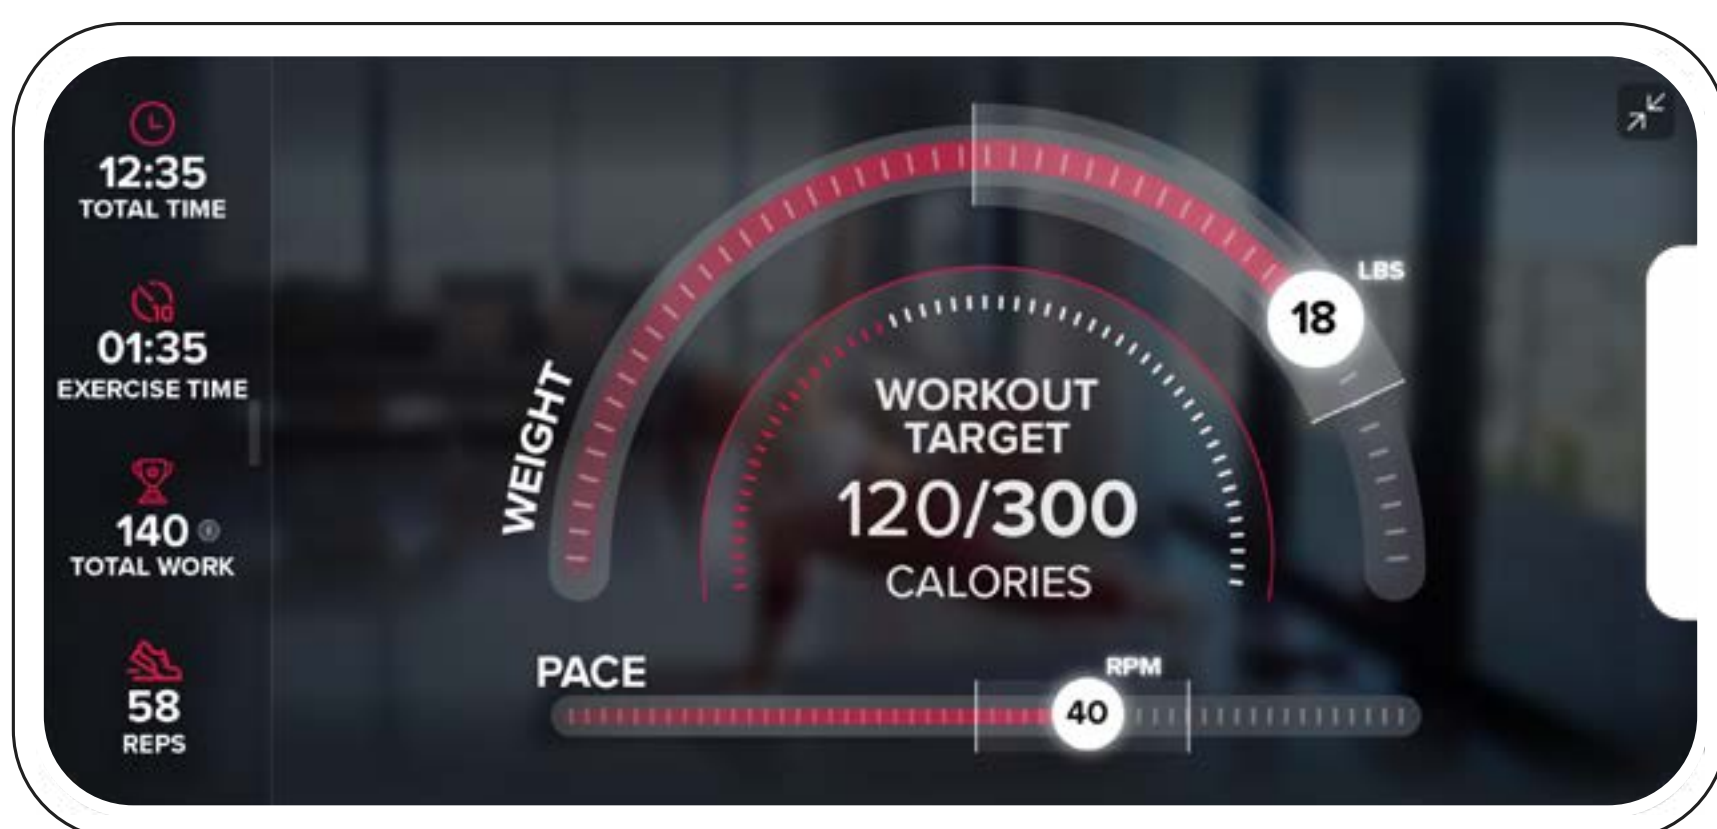 12:35
TOTAL TIME
10
01:35
EXERCISE TIME
140
TOTAL WORK
58
REPS
WEIGHT
LBS
18
WORKOUT
TARGET
120/300
CALORIES
PACE
RPM
40